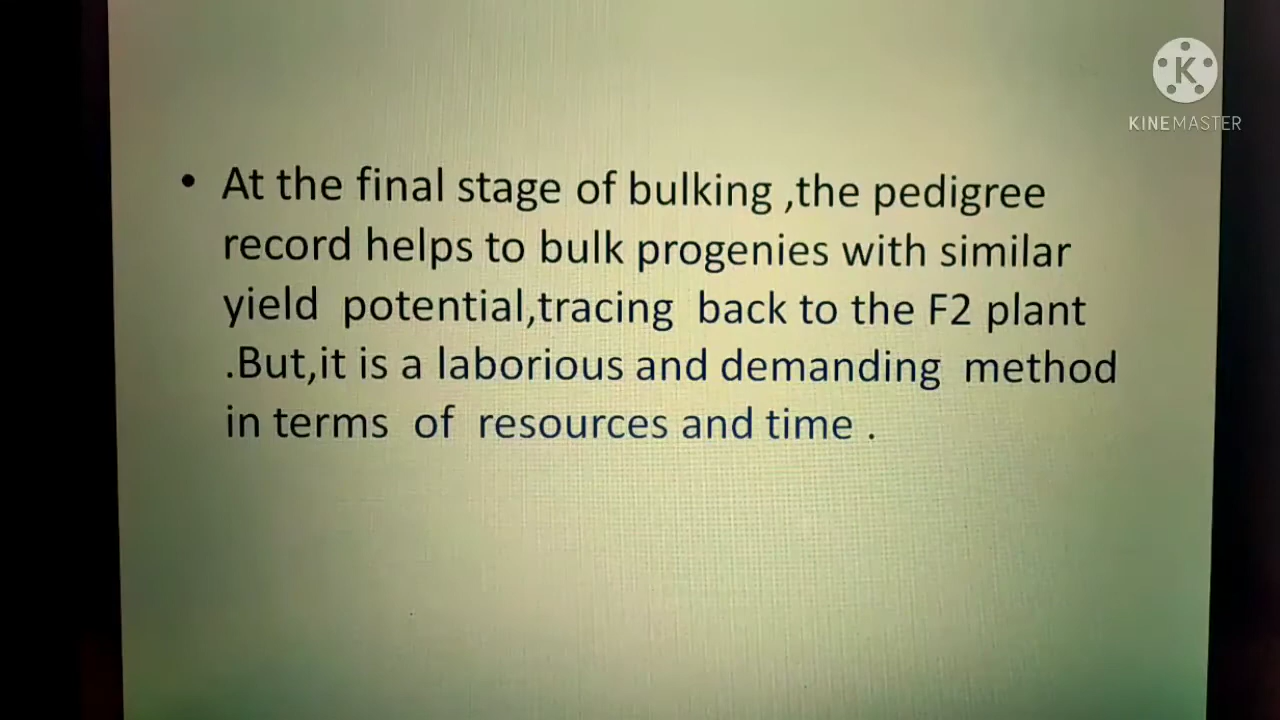 K
KINEMASTER
• At the final stage of bulking ,the pedigree
record helps to bulk progenies with similar
yield potential,tracing back to the F2 plant
.But,it is a laborious and demanding method
in terms of resources and time .